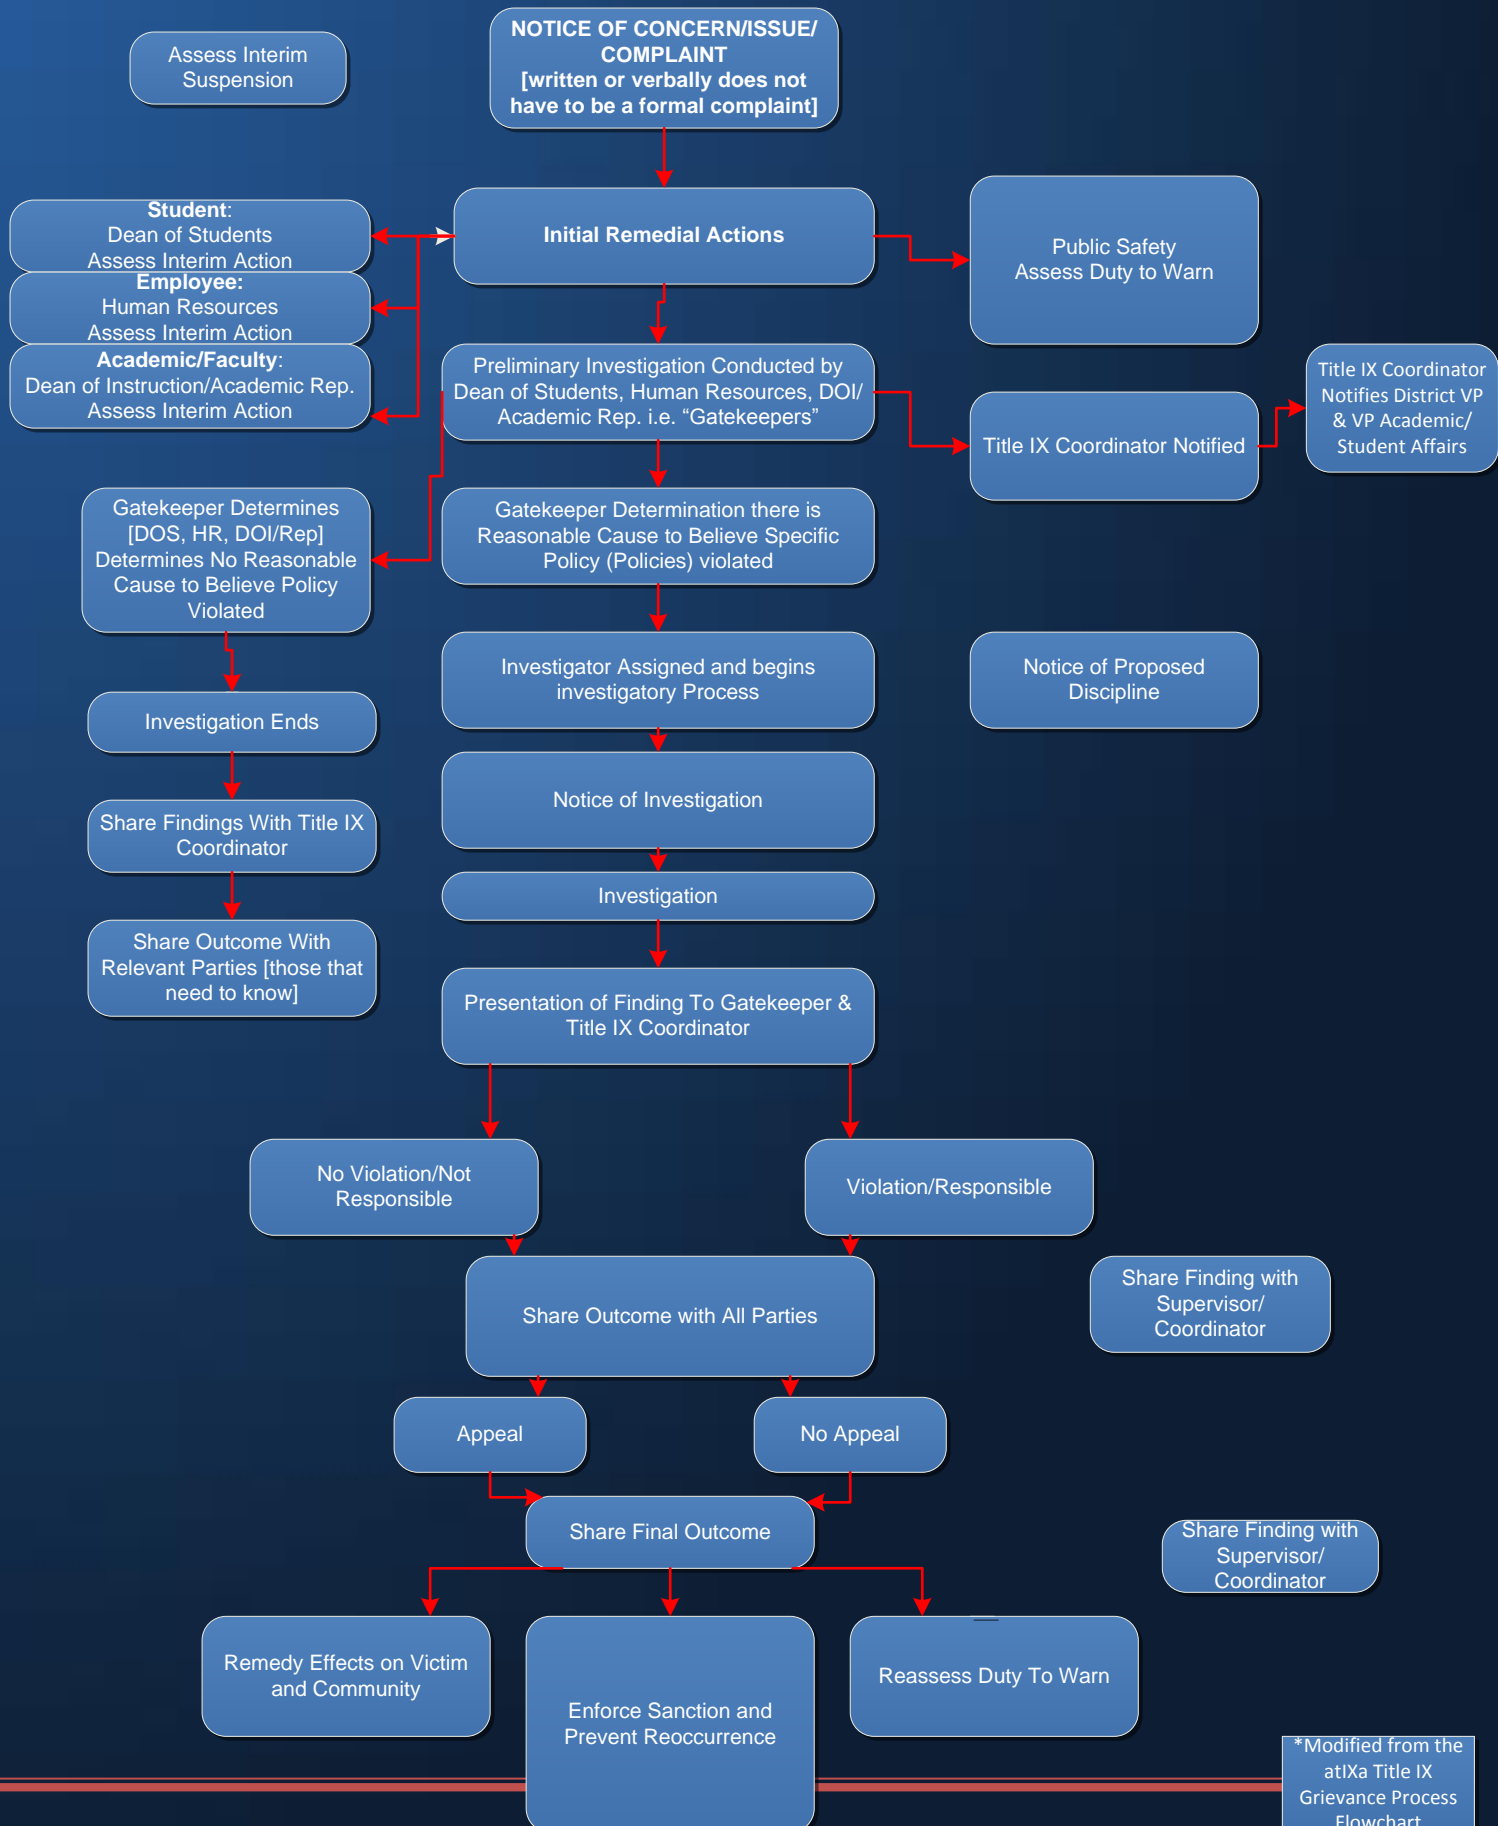 Assess Interim
Suspension
NOTICE OF CONCERN/ISSUE/
COMPLAINT
[written or verbally does not
have to be a formal complaint]
Student:
Dean of Students
Assess Interim Action
Employee:
Human Resources
Assess Interim Action
Academic/Faculty:
Dean of Instruction/Academic Rep.
Assess Interim Action
Initial Remedial Actions
Public Safety
Assess Duty to Warn
Preliminary Investigation Conducted by
Dean of Students, Human Resources, DOI/
Academic Rep. i.e. “Gatekeepers”
Title IX Coordinator Notified
Title IX Coordinator
Notifies District VP
& VP Academic/
Student Affairs
Gatekeeper Determines
[DOS, HR, DOI/Rep]
Determines No Reasonable
Cause to Believe Policy
Violated
Gatekeeper Determination there is
Reasonable Cause to Believe Specific
Policy (Policies) violated
Investigator Assigned and begins
investigatory Process
Notice of Proposed
Discipline
Investigation Ends
Notice of Investigation
Share Findings With Title IX
Coordinator
Investigation
Share Outcome With
Relevant Parties [those that
need to know]
Presentation of Finding To Gatekeeper &
Title IX Coordinator
No Violation/Not
Responsible
Violation/Responsible
Share Outcome with All Parties
Share Finding with
Supervisor/
Coordinator
Appeal
No Appeal
Share Final Outcome
Share Finding with
Supervisor/
Coordinator
Remedy Effects on Victim
and Community
Enforce Sanction and
Prevent Reoccurrence
Reassess Duty To Warn
*Modified from the
atIXa Title IX
Grievance Process
Flowchart